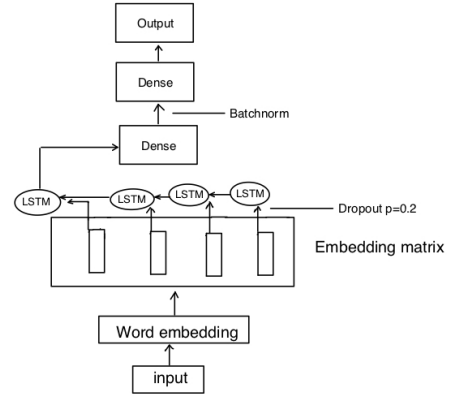 Output
Dense
Batchnorm
Dense
LSTM
LSTM
LSTM
LSTM
Dropout p=0.2
Embedding matrix
Word embedding
input